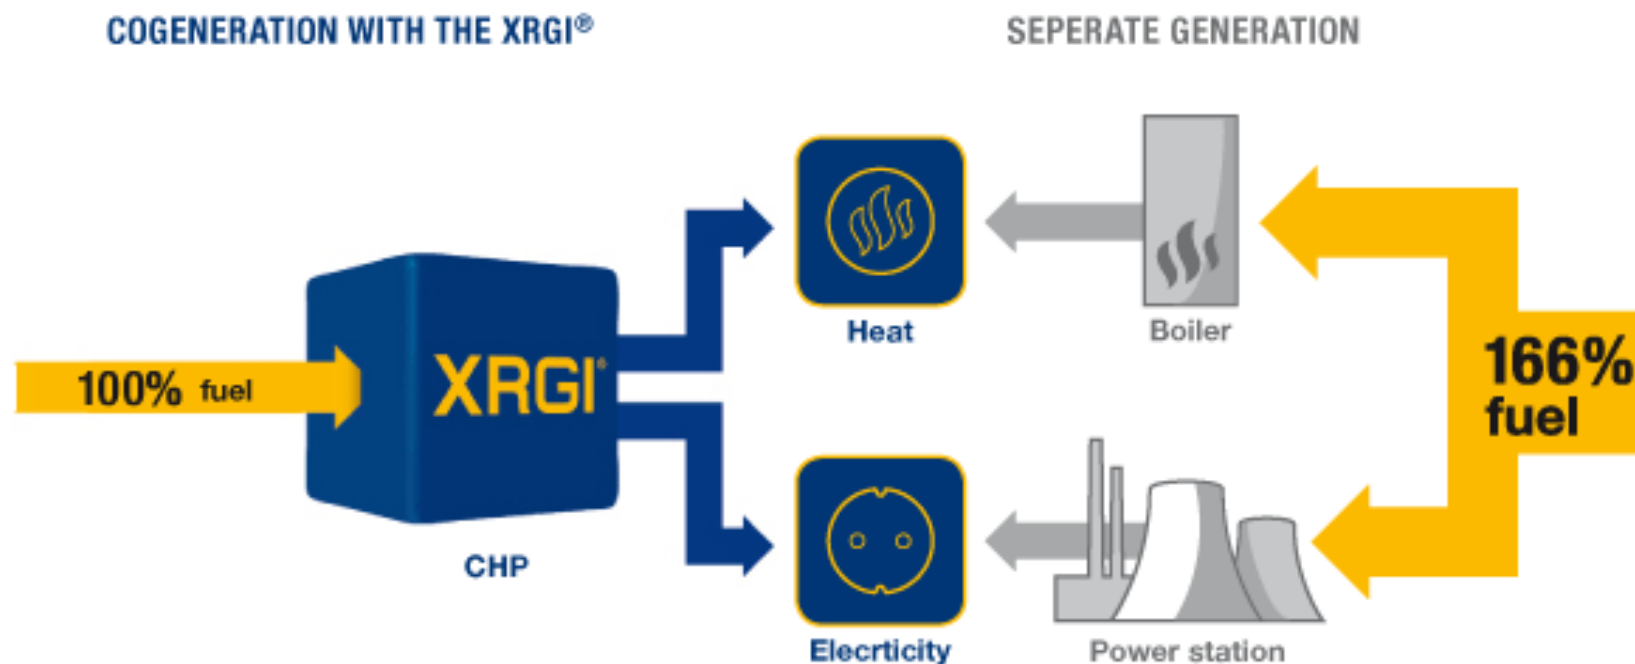 COGENERATION WITH THE XRGI®
SEPERATE GENERATION
100% fuel
XRGI®
CHP
Heat
Elecrticity
Boiler
Power station
166%
fuel